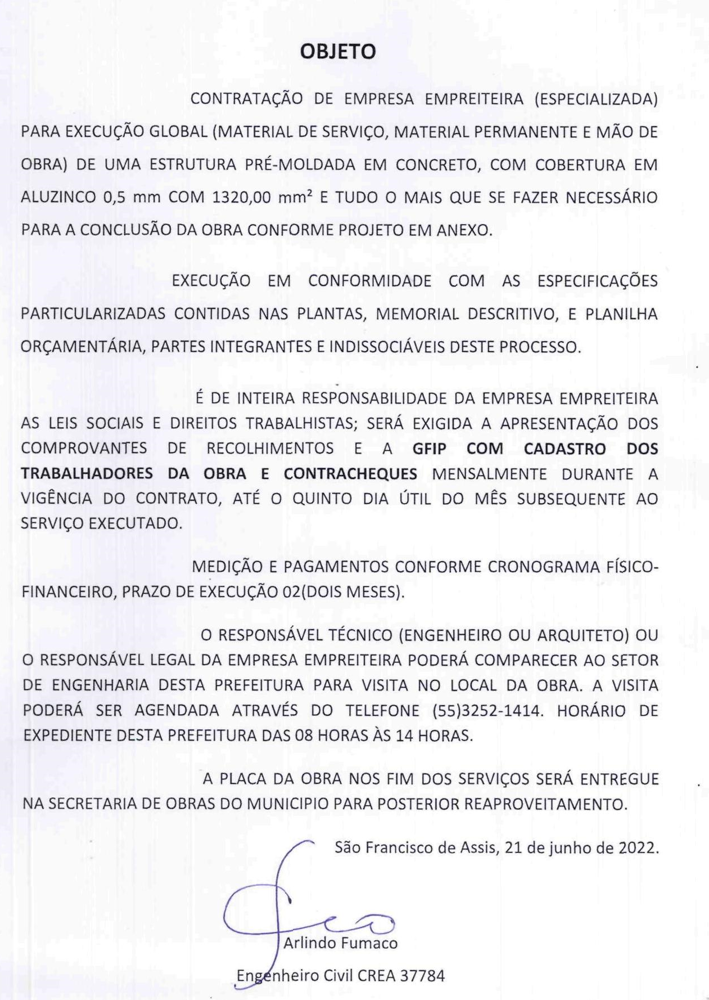 OBJETO
CONTRATAÇÃO DE EMPRESA EMPREITEIRA (ESPECIALIZADA)
PARA EXECUÇÃO GLOBAL (MATERIAL DE SERVIÇO, MATERIAL PERMANENTE E MÃO DE
OBRA) DE UMA ESTRUTURA PRÉ-MOLDADA EM CONCRETO, COM COBERTURA EM
ALUZINCO 0,5 mm COM 1320,00 mm² E TUDO O MAIS QUE SE FAZER NECESSÁRIO
PARA A CONCLUSÃO DA OBRA CONFORME PROJETO EM ANEXO.
EXECUÇÃO EM CONFORMIDADE COM AS ESPECIFICAÇÕES
PARTICULARIZADAS CONTIDAS NAS PLANTAS, MEMORIAL DESCRITIVO, E PLANILHA
ORÇAMENTÁRIA, PARTES INTEGRANTES E INDISSOCIÁVEIS DESTE PROCESSO.
É DE INTEIRA RESPONSABILIDADE DA EMPRESA EMPREITEIRA
AS LEIS SOCIAIS E DIREITOS TRABALHISTAS; SERÁ EXIGIDA A APRESENTAÇÃO DOS
COMPROVANTES DE RECOLHIMENTOS E A GFIP COM CADASTRO DOS
TRABALHADORES DA OBRA E CONTRACHEQUES MENSALMENTE DURANTE A
VIGÊNCIA DO CONTRATO, ATÉ O QUINTO DIA ÚTIL DO MÊS SUBSEQUENTE AO
SERVIÇO EXECUTADO.
MEDIÇÃO E PAGAMENTOS CONFORME CRONOGRAMA FÍSICO-
FINANCEIRO, PRAZO DE EXECUÇÃO 02(DOIS MESES).
O RESPONSÁVEL TÉCNICO (ENGENHEIRO OU ARQUITETO) OU
O RESPONSÁVEL LEGAL DA EMPRESA EMPREITEIRA PODERÁ COMPARECER AO SETOR
DE ENGENHARIA DESTA PREFEITURA PARA VISITA NO LOCAL DA OBRA. A VISITA
PODERÁ SER AGENDADA ATRAVÉS DO TELEFONE (55)3252-1414. HORÁRIO DE
EXPEDIENTE DESTA PREFEITURA DAS 08 HORAS ÀS 14 HORAS.
A PLACA DA OBRA NOS FIM DOS SERVIÇOS SERÁ ENTREGUE
NA SECRETARIA DE OBRAS DO MUNICIPIO PARA POSTERIOR REAPROVEITAMENTO.
São Francisco de Assis, 21 de junho de 2022.
Arlindo Fumaco
Engenheiro Civil CREA 37784